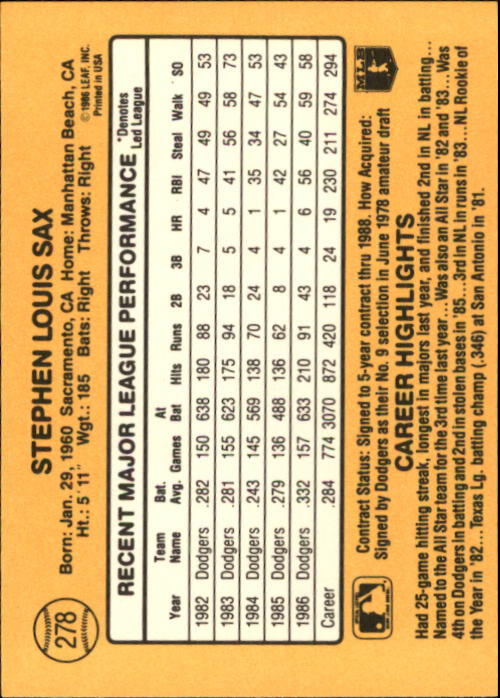 278
STEPHEN LOUIS SAX
Born: Jan. 29, 1960 Sacramento, CA Home: Manhattan Beach, CA
Ht.: 5'11" Wgt.: 185 Bats: Right Throws: Right
©1986 LEAF, INC.
Printed in USA
RECENT MAJOR LEAGUE PERFORMANCE *Denotes Led League
Year Team Name Bat. Avg. Games At Bat Hits Runs 2B 3B HR RBI Steal Walk SO
1982 Dodgers .282 150 638 180 88 23 7 4 47 49 49 53
1983 Dodgers .281 155 623 175 94 18 5 5 41 56 58 73
1984 Dodgers .243 145 569 138 70 24 4 1 35 34 47 53
1985 Dodgers .279 136 488 136 62 8 4 1 42 27 54 43
1986 Dodgers .332 157 633 210 91 43 4 6 56 40 59 58
Career .284 774 3070 872 420 118 24 19 230 211 274 294
Contract Status: Signed to 5-year contract thru 1988. How Acquired:
Signed by Dodgers as their No. 9 selection in June 1978 amateur draft
MLB
CAREER HIGHLIGHTS
Had 25-game hitting streak, longest in majors last year, and finished 2nd in NL in batting...
Named to the All Star team for the 3rd time last year... Was also an All Star in '82 and '83...Was
4th on Dodgers in batting and 2nd in stolen bases in '85...3rd in NL in runs in '83...NL Rookie of
the Year in '82...Texas Lg. batting champ (.346) at San Antonio in '81.